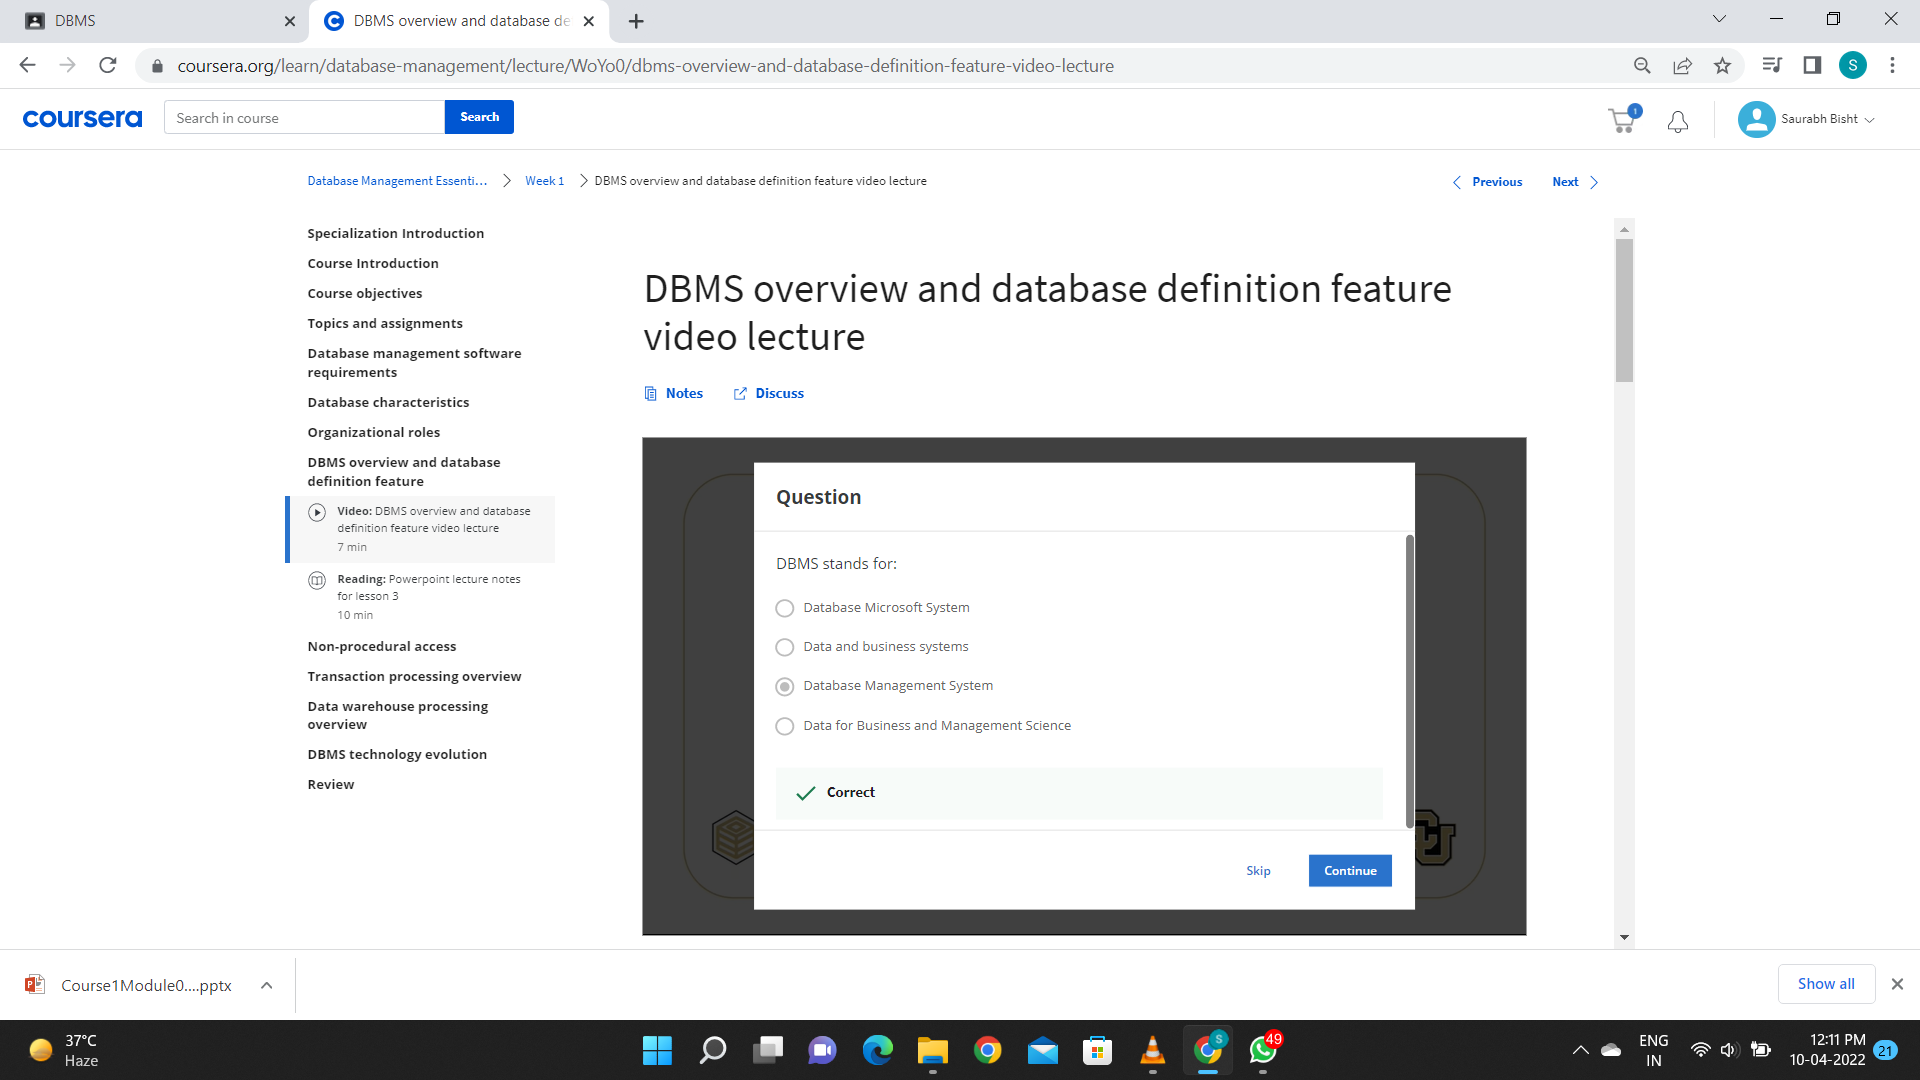 DBMS
DBMS overview and database de
coursera.org/learn/database-management/lecture/WoYo0/dbms-overview-and-database-definition-feature-video-lecture
S
coursera
Search in course
Search
1
Saurabh Bisht
Database Management Essenti...
Week 1
DBMS overview and database definition feature video lecture
Previous
Next
Specialization Introduction
Course Introduction
Course objectives
Topics and assignments
Database management software
requirements
Database characteristics
Organizational roles
DBMS overview and database
definition feature
Video: DBMS overview and database
definition feature video lecture
7 min
Reading: Powerpoint lecture notes
for lesson 3
10 min
Non-procedural access
Transaction processing overview
Data warehouse processing
overview
DBMS technology evolution
Review
DBMS overview and database definition feature
video lecture
Notes
Discuss
Question
DBMS stands for:
Database Microsoft System
Data and business systems
Database Management System
Data for Business and Management Science
Correct
Skip
Continue
CU
Course1Module0....pptx
Show all
37°C
Haze
S
49
ENG
IN
12:11 PM
10-04-2022
21